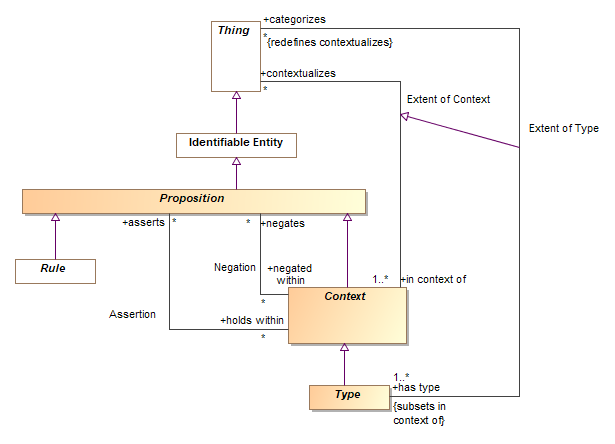 +categorizes
Thing
*
{redefines contextualizes}
+contextualizes
*
Extent of Context
Extent of Type
Identifiable Entity
Proposition
+asserts
*
*
+negates
Rule
Negation
+negated
within
*
1..*
+in context of
Context
Assertion
+holds within
*
1..*
+has type
Type
{subsets in
context of}